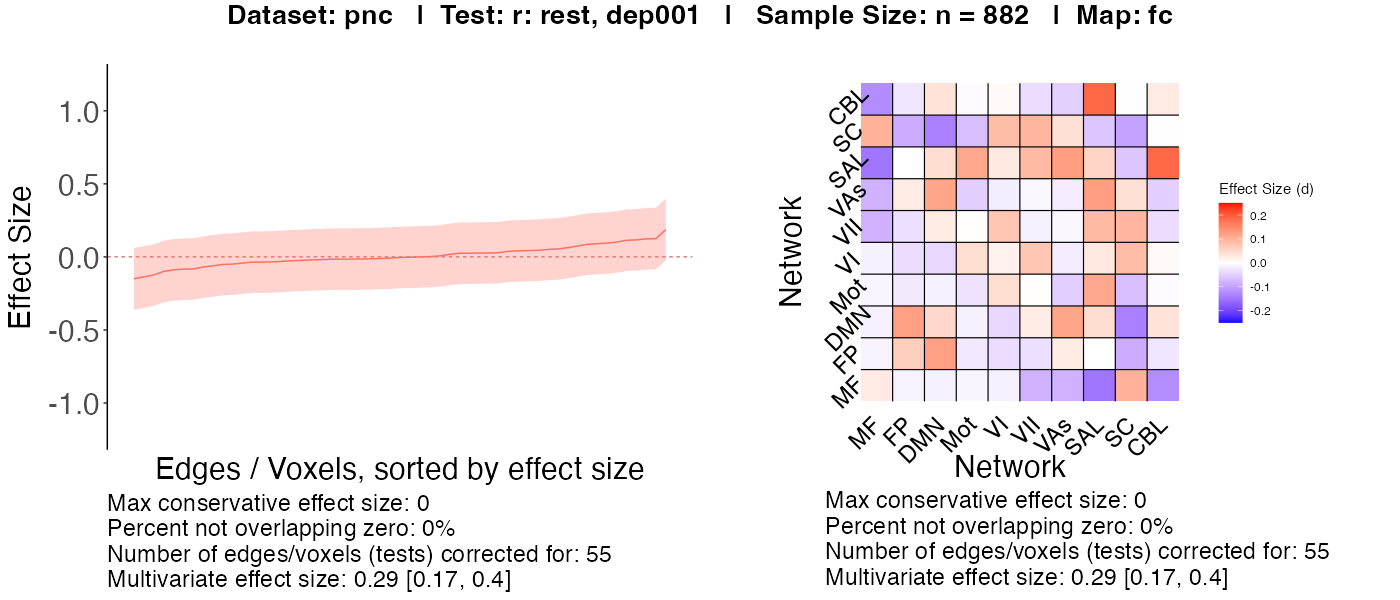 Dataset: pnc | Test: r: rest, dep001 | Sample Size: n = 882 | Map: fc
Effect Size
1.0
0.5
0.0
-0.5
-1.0
Edges / Voxels, sorted by effect size
Max conservative effect size: 0
Percent not overlapping zero: 0%
Number of edges/voxels (tests) corrected for: 55
Multivariate effect size: 0.29 [0.17, 0.4]
Network
CBL
SC
SAL
VAs
VII
VI
Mot
DMN
FP
MF
MF FP DMN Mot VI VII VAs SAL SC CBL
Network
Effect Size (d)
0.2
0.1
0.0
-0.1
-0.2
Max conservative effect size: 0
Percent not overlapping zero: 0%
Number of edges/voxels (tests) corrected for: 55
Multivariate effect size: 0.29 [0.17, 0.4]